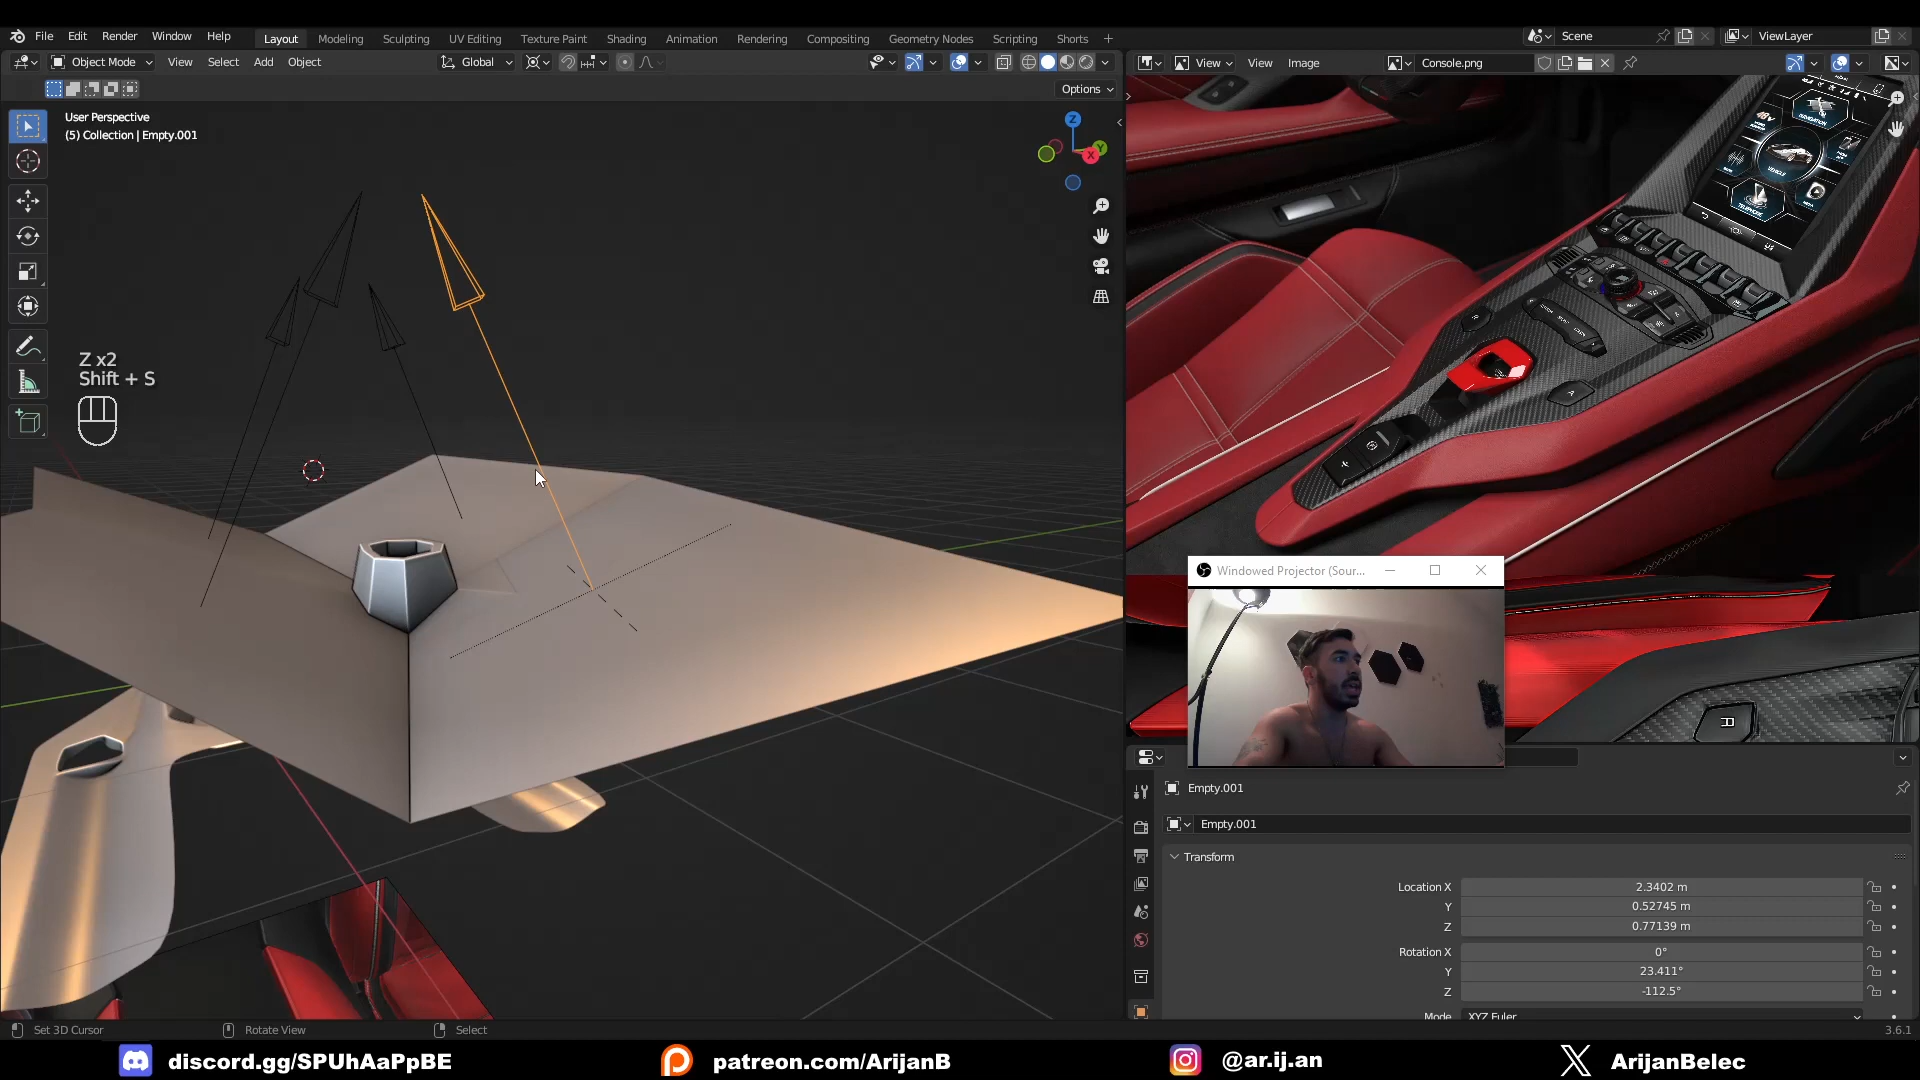 File Edit Render Window Help
Layout Modeling Sculpting UV Editing Texture Paint Shading Animation Rendering Compositing Geometry Nodes Scripting Shorts
Scene
ViewLayer
Object Mode View Select Add Object
Global
View View Image
Console.png
Options
User Perspective
(5) Collection | Empty.001
Z
Y
X
NAVIGATION
VEHICLE
TELEPHONE
MEDIA
Z x2
Shift + S
A
R
Windowed Projector (Sour...
Empty.001
Empty.001
Transform
Location X 2.3402 m
Y 0.52745 m
Z 0.77139 m
Rotation X 0°
Y 23.411°
Z -112.5°
Mode XYZ Euler
Set 3D Cursor Rotate View Select
3.6.1
discord.gg/SPUhAaPpBE patreon.com/ArijanB @ar.ij.an ArijanBelec